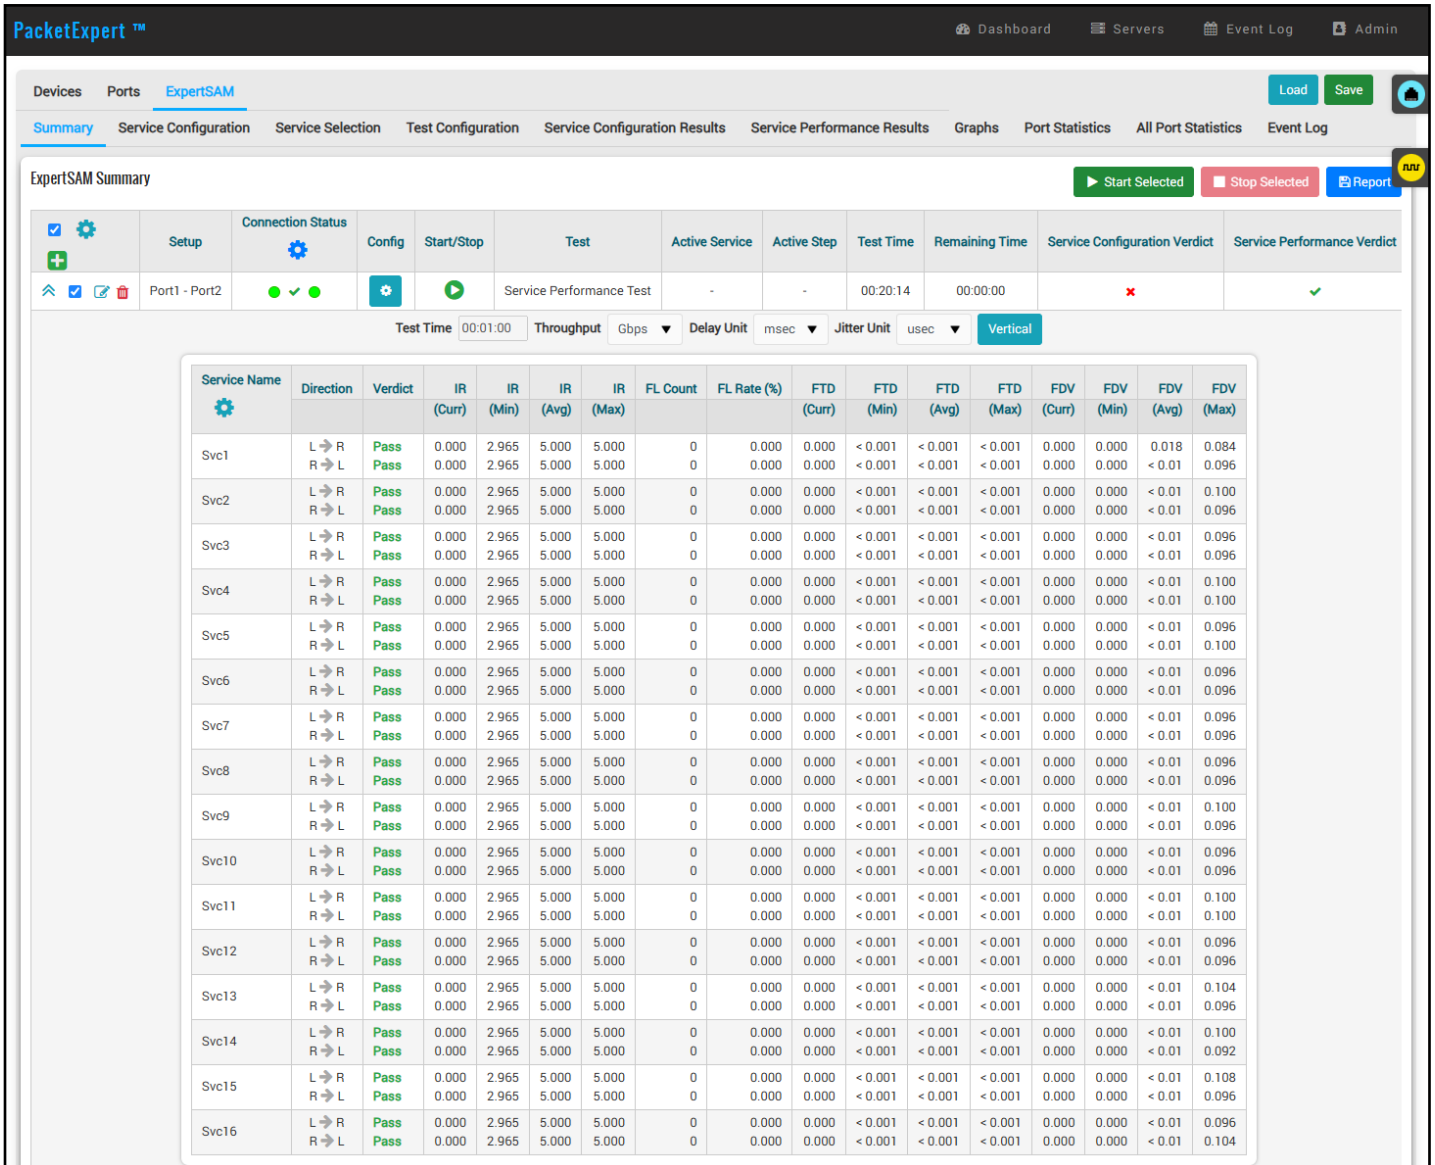 PacketExpert ™ Dashboard Servers Event Log Admin
Devices Ports ExpertSAM Load Save
Summary Service Configuration Service Selection Test Configuration Service Configuration Results Service Performance Results Graphs Port Statistics All Port Statistics Event Log
ExpertSAM Summary Start Selected Stop Selected Report
Setup Connection Status Config Start/Stop Test Active Service Active Step Test Time Remaining Time Service Configuration Verdict Service Performance Verdict
Port1 - Port2 Service Performance Test - - 00:20:14 00:00:00
Test Time 00:01:00 Throughput Gbps Delay Unit msec Jitter Unit usec Vertical
Service Name Direction Verdict IR IR IR IR FL Count FL Rate (%) FTD FTD FTD FTD FDV FDV FDV FDV
(Curr) (Min) (Avg) (Max) (Curr) (Min) (Avg) (Max) (Curr) (Min) (Avg) (Max)
Svc1
L R Pass 0.000 2.965 5.000 5.000 0 0.000 0.000 < 0.001 < 0.001 < 0.001 0.000 0.000 0.018 0.084
R L Pass 0.000 2.965 5.000 5.000 0 0.000 0.000 < 0.001 < 0.001 < 0.001 0.000 0.000 < 0.01 0.096
Svc2
L R Pass 0.000 2.965 5.000 5.000 0 0.000 0.000 < 0.001 < 0.001 < 0.001 0.000 0.000 < 0.01 0.100
R L Pass 0.000 2.965 5.000 5.000 0 0.000 0.000 < 0.001 < 0.001 < 0.001 0.000 0.000 < 0.01 0.096
Svc3
L R Pass 0.000 2.965 5.000 5.000 0 0.000 0.000 < 0.001 < 0.001 < 0.001 0.000 0.000 < 0.01 0.096
R L Pass 0.000 2.965 5.000 5.000 0 0.000 0.000 < 0.001 < 0.001 < 0.001 0.000 0.000 < 0.01 0.096
Svc4
L R Pass 0.000 2.965 5.000 5.000 0 0.000 0.000 < 0.001 < 0.001 < 0.001 0.000 0.000 < 0.01 0.100
R L Pass 0.000 2.965 5.000 5.000 0 0.000 0.000 < 0.001 < 0.001 < 0.001 0.000 0.000 < 0.01 0.100
Svc5
L R Pass 0.000 2.965 5.000 5.000 0 0.000 0.000 < 0.001 < 0.001 < 0.001 0.000 0.000 < 0.01 0.096
R L Pass 0.000 2.965 5.000 5.000 0 0.000 0.000 < 0.001 < 0.001 < 0.001 0.000 0.000 < 0.01 0.100
Svc6
L R Pass 0.000 2.965 5.000 5.000 0 0.000 0.000 < 0.001 < 0.001 < 0.001 0.000 0.000 < 0.01 0.096
R L Pass 0.000 2.965 5.000 5.000 0 0.000 0.000 < 0.001 < 0.001 < 0.001 0.000 0.000 < 0.01 0.096
Svc7
L R Pass 0.000 2.965 5.000 5.000 0 0.000 0.000 < 0.001 < 0.001 < 0.001 0.000 0.000 < 0.01 0.096
R L Pass 0.000 2.965 5.000 5.000 0 0.000 0.000 < 0.001 < 0.001 < 0.001 0.000 0.000 < 0.01 0.096
Svc8
L R Pass 0.000 2.965 5.000 5.000 0 0.000 0.000 < 0.001 < 0.001 < 0.001 0.000 0.000 < 0.01 0.096
R L Pass 0.000 2.965 5.000 5.000 0 0.000 0.000 < 0.001 < 0.001 < 0.001 0.000 0.000 < 0.01 0.096
Svc9
L R Pass 0.000 2.965 5.000 5.000 0 0.000 0.000 < 0.001 < 0.001 < 0.001 0.000 0.000 < 0.01 0.100
R L Pass 0.000 2.965 5.000 5.000 0 0.000 0.000 < 0.001 < 0.001 < 0.001 0.000 0.000 < 0.01 0.096
Svc10
L R Pass 0.000 2.965 5.000 5.000 0 0.000 0.000 < 0.001 < 0.001 < 0.001 0.000 0.000 < 0.01 0.096
R L Pass 0.000 2.965 5.000 5.000 0 0.000 0.000 < 0.001 < 0.001 < 0.001 0.000 0.000 < 0.01 0.096
Svc11
L R Pass 0.000 2.965 5.000 5.000 0 0.000 0.000 < 0.001 < 0.001 < 0.001 0.000 0.000 < 0.01 0.100
R L Pass 0.000 2.965 5.000 5.000 0 0.000 0.000 < 0.001 < 0.001 < 0.001 0.000 0.000 < 0.01 0.100
Svc12
L R Pass 0.000 2.965 5.000 5.000 0 0.000 0.000 < 0.001 < 0.001 < 0.001 0.000 0.000 < 0.01 0.096
R L Pass 0.000 2.965 5.000 5.000 0 0.000 0.000 < 0.001 < 0.001 < 0.001 0.000 0.000 < 0.01 0.096
Svc13
L R Pass 0.000 2.965 5.000 5.000 0 0.000 0.000 < 0.001 < 0.001 < 0.001 0.000 0.000 < 0.01 0.104
R L Pass 0.000 2.965 5.000 5.000 0 0.000 0.000 < 0.001 < 0.001 < 0.001 0.000 0.000 < 0.01 0.096
Svc14
L R Pass 0.000 2.965 5.000 5.000 0 0.000 0.000 < 0.001 < 0.001 < 0.001 0.000 0.000 < 0.01 0.100
R L Pass 0.000 2.965 5.000 5.000 0 0.000 0.000 < 0.001 < 0.001 < 0.001 0.000 0.000 < 0.01 0.092
Svc15
L R Pass 0.000 2.965 5.000 5.000 0 0.000 0.000 < 0.001 < 0.001 < 0.001 0.000 0.000 < 0.01 0.108
R L Pass 0.000 2.965 5.000 5.000 0 0.000 0.000 < 0.001 < 0.001 < 0.001 0.000 0.000 < 0.01 0.096
Svc16
L R Pass 0.000 2.965 5.000 5.000 0 0.000 0.000 < 0.001 < 0.001 < 0.001 0.000 0.000 < 0.01 0.096
R L Pass 0.000 2.965 5.000 5.000 0 0.000 0.000 < 0.001 < 0.001 < 0.001 0.000 0.000 < 0.01 0.104